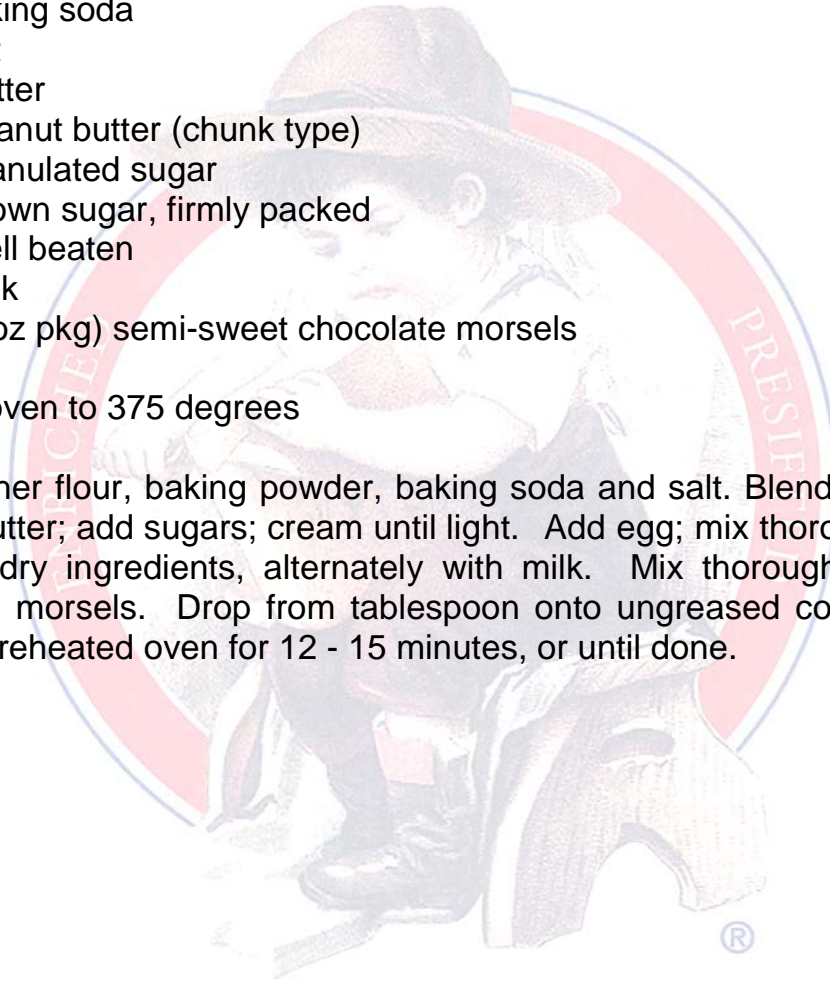 king soda
tter
anut butter (chunk type)
anulated sugar
own sugar, firmly packed
ell beaten
k
oz pkg) semi-sweet chocolate morsels
oven to 375 degrees
her flour, baking powder, baking soda and salt. Blend
utter; add sugars; cream until light. Add egg; mix thoro
dry ingredients, alternately with milk. Mix thorough
morsels. Drop from tablespoon onto ungreased co
reheated oven for 12 - 15 minutes, or until done.
ENRICHED
PRESIF
®